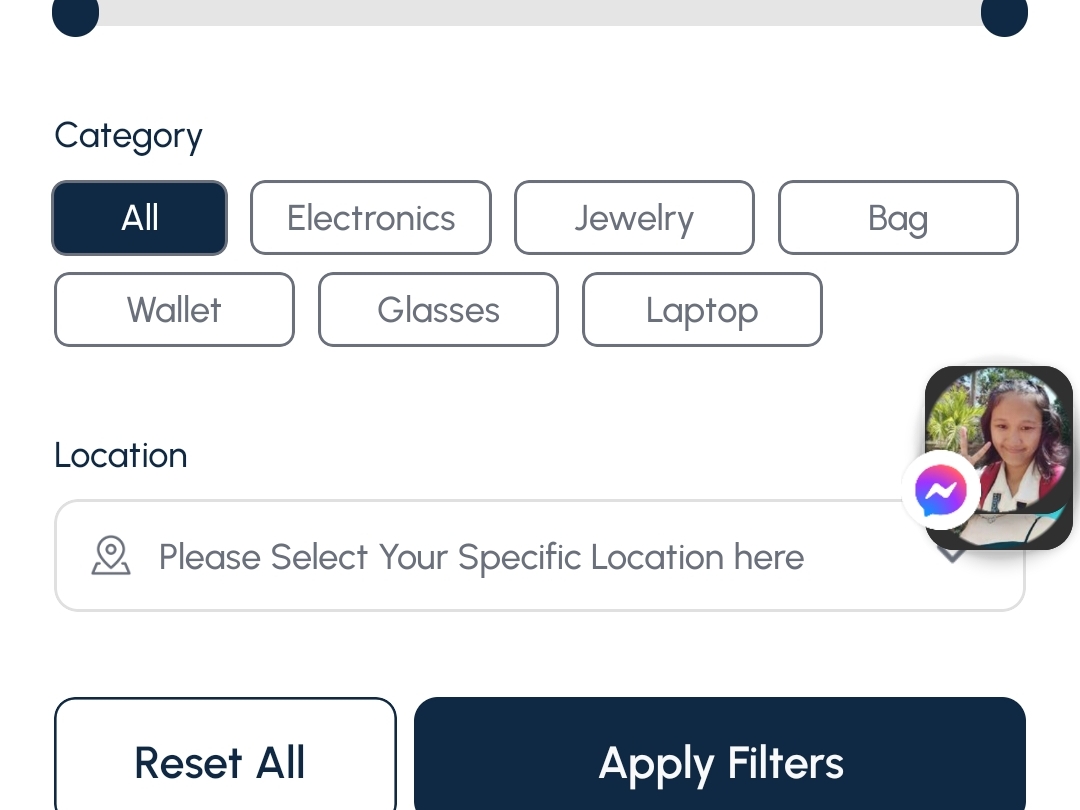 Category
All Electronics Jewelry Bag
Wallet Glasses Laptop
Location
Please Select Your Specific Location here
Reset All Apply Filters